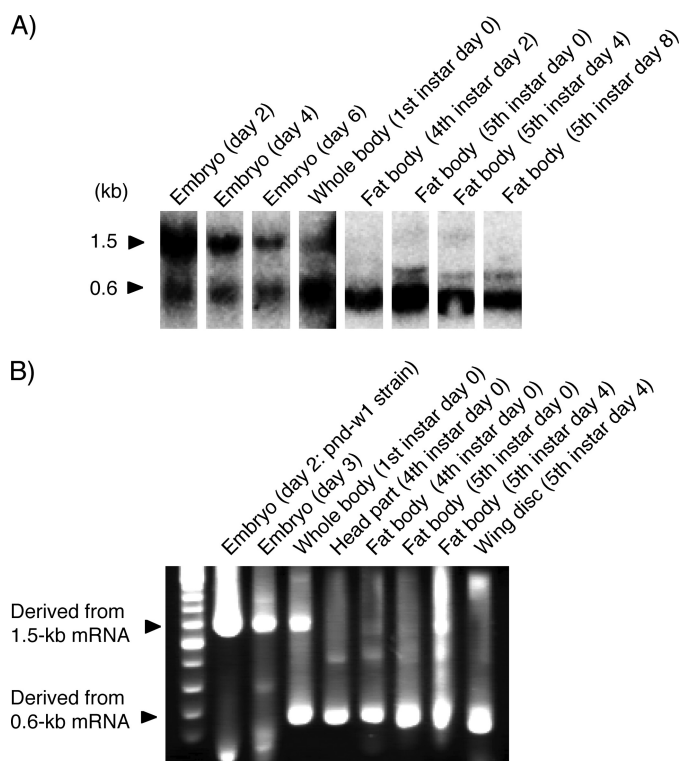 A)
Embryo (day 2)
Embryo (day 4)
Embryo (day 6)
Whole body (1st instar day 0)
Fat body (4th instar day 2)
Fat body (5th instar day 0)
Fat body (5th instar day 4)
Fat body (5th instar day 8)
(kb)
1.5
0.6
B)
Embryo (day 2: pnd-w1 strain)
Embryo (day 3)
Whole body (1st instar day 0)
Head part (4th instar day 0)
Fat body (4th instar day 0)
Fat body (5th instar day 0)
Fat body (5th instar day 4)
Wing disc (5th instar day 4)
Derived from
1.5-kb mRNA
Derived from
0.6-kb mRNA